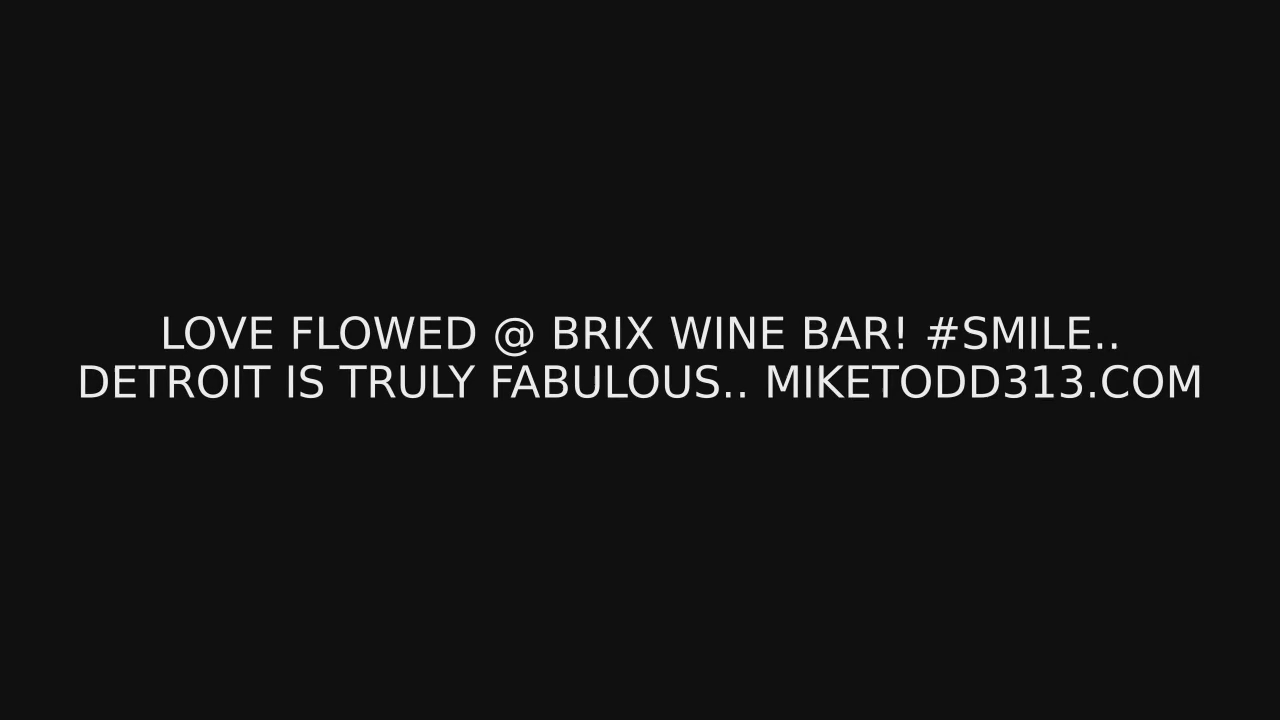 LOVE FLOWED @ BRIX WINE BAR! #SMILE..
DETROIT IS TRULY FABULOUS.. MIKETODD313.COM